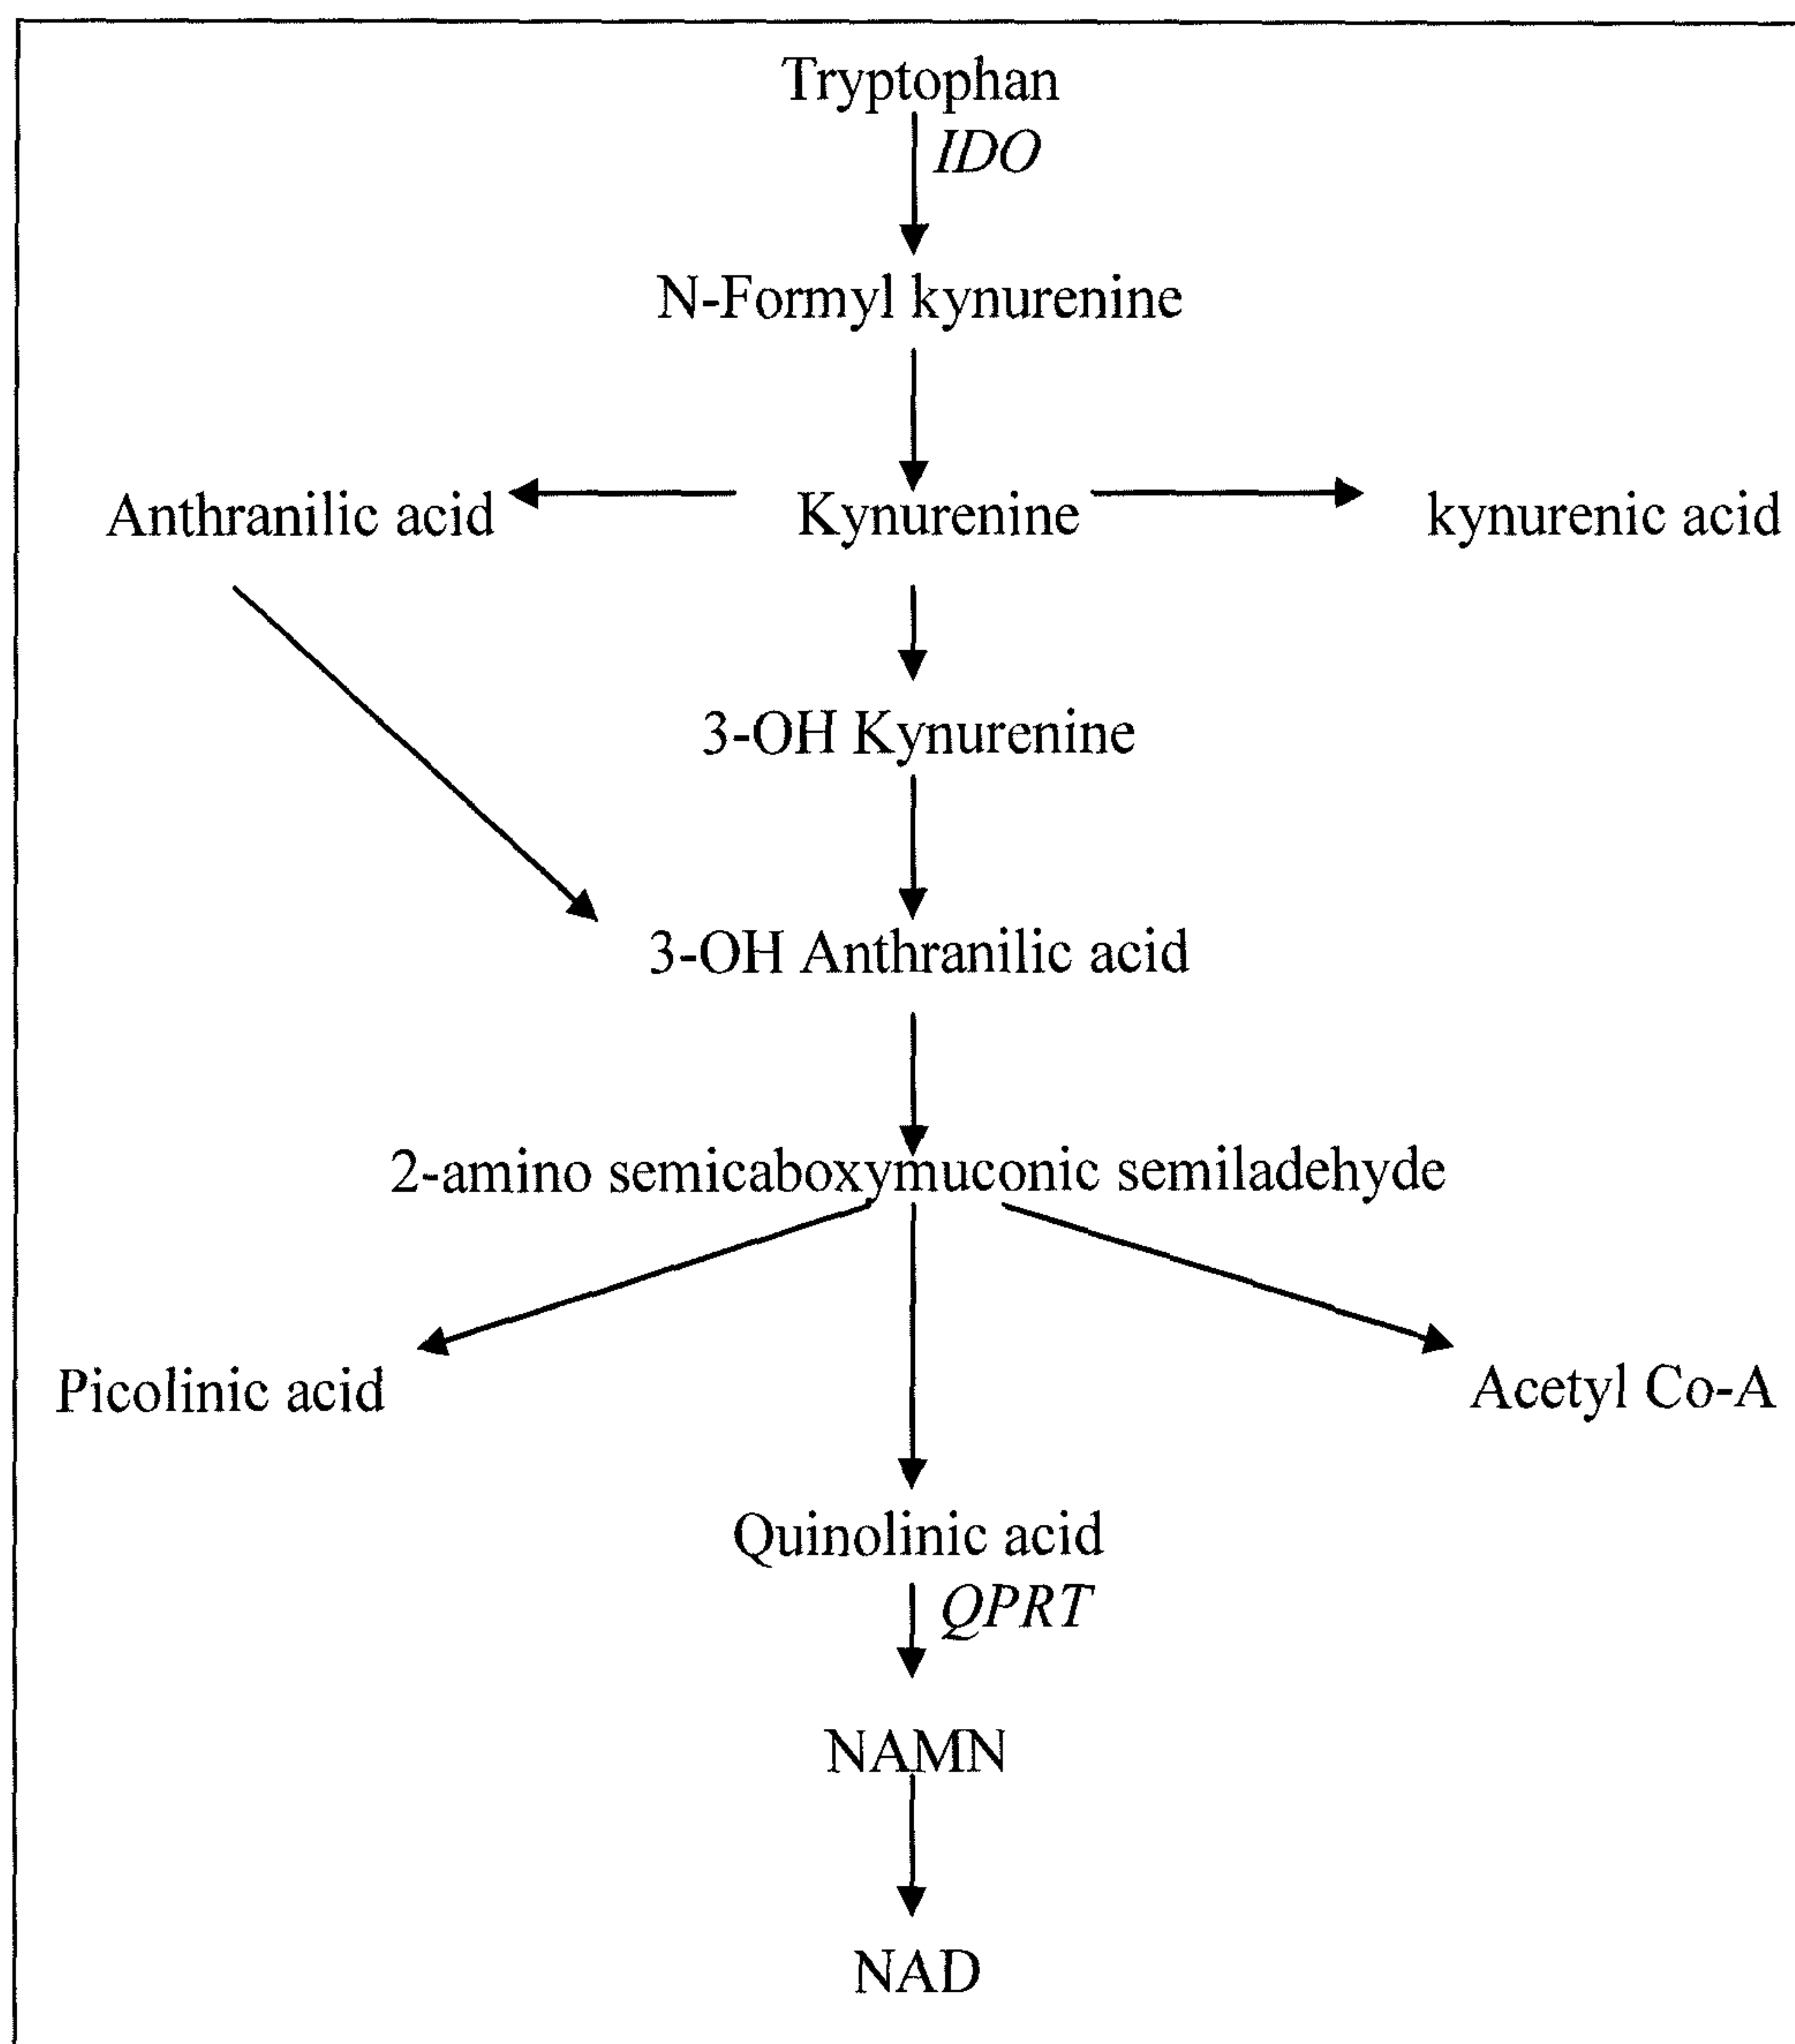 Tryptophan
IDO
N-Formyl kynurenine
Anthranilic acid Kynurenine kynurenic acid
3-OH Kynurenine
3-OH Anthranilic acid
2-amino semicaboxymuconic semiladehyde
Picolinic acid Acetyl Co-A
Quinolinic acid
QPRT
NAMN
NAD